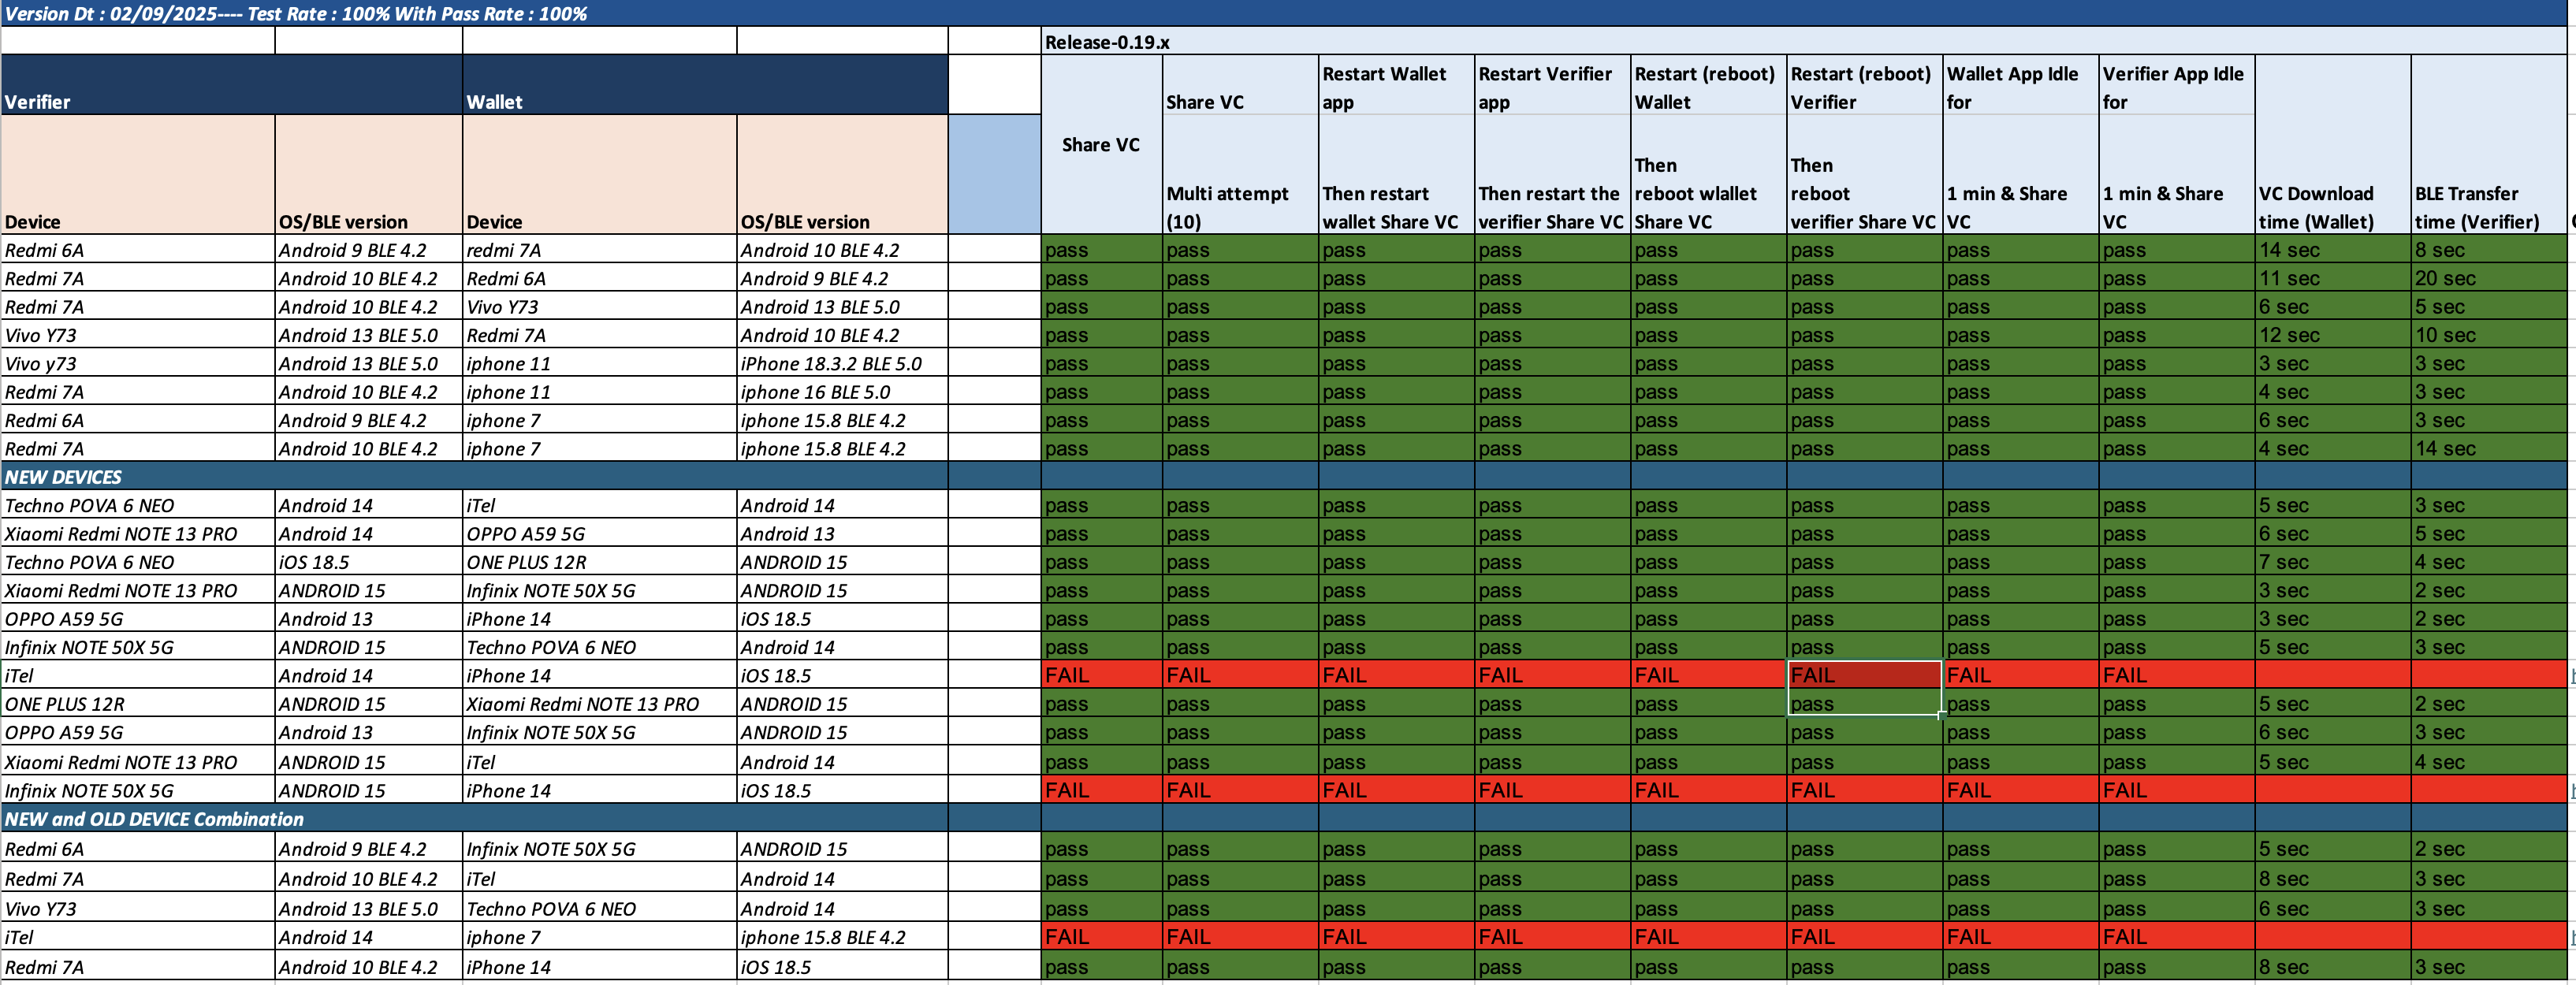 Version Dt : 02/09/2025---- Test Rate : 100% With Pass Rate : 100%
Release-0.19.x
Verifier Wallet Share VC Share VC Restart Wallet app Restart Verifier app Restart (reboot) Wallet Restart (reboot) Verifier Wallet App Idle for Verifier App Idle for
Device OS/BLE version Device OS/BLE version Multi attempt (10) Then restart wallet Share VC Then restart the verifier Share VC Then reboot wlallet Share VC Then reboot verifier Share VC 1 min & Share VC 1 min & Share VC VC Download time (Wallet) BLE Transfer time (Verifier)
Redmi 6A Android 9 BLE 4.2 redmi 7A Android 10 BLE 4.2 pass pass pass pass pass pass pass pass 14 sec 8 sec
Redmi 7A Android 10 BLE 4.2 Redmi 6A Android 9 BLE 4.2 pass pass pass pass pass pass pass pass 11 sec 20 sec
Redmi 7A Android 10 BLE 4.2 Vivo Y73 Android 13 BLE 5.0 pass pass pass pass pass pass pass pass 6 sec 5 sec
Vivo Y73 Android 13 BLE 5.0 Redmi 7A Android 10 BLE 4.2 pass pass pass pass pass pass pass pass 12 sec 10 sec
Vivo y73 Android 13 BLE 5.0 iphone 11 iPhone 18.3.2 BLE 5.0 pass pass pass pass pass pass pass pass 3 sec 3 sec
Redmi 7A Android 10 BLE 4.2 iphone 11 iphone 16 BLE 5.0 pass pass pass pass pass pass pass pass 4 sec 3 sec
Redmi 6A Android 9 BLE 4.2 iphone 7 iphone 15.8 BLE 4.2 pass pass pass pass pass pass pass pass 6 sec 3 sec
Redmi 7A Android 10 BLE 4.2 iphone 7 iphone 15.8 BLE 4.2 pass pass pass pass pass pass pass pass 4 sec 14 sec
NEW DEVICES
Techno POVA 6 NEO Android 14 iTel Android 14 pass pass pass pass pass pass pass pass 5 sec 3 sec
Xiaomi Redmi NOTE 13 PRO Android 14 OPPO A59 5G Android 13 pass pass pass pass pass pass pass pass 6 sec 5 sec
Techno POVA 6 NEO iOS 18.5 ONE PLUS 12R ANDROID 15 pass pass pass pass pass pass pass pass 7 sec 4 sec
Xiaomi Redmi NOTE 13 PRO ANDROID 15 Infinix NOTE 50X 5G ANDROID 15 pass pass pass pass pass pass pass pass 3 sec 2 sec
OPPO A59 5G Android 13 iPhone 14 iOS 18.5 pass pass pass pass pass pass pass pass 3 sec 2 sec
Infinix NOTE 50X 5G ANDROID 15 Techno POVA 6 NEO Android 14 pass pass pass pass pass pass pass pass 5 sec 3 sec
iTel Android 14 iPhone 14 iOS 18.5 FAIL FAIL FAIL FAIL FAIL FAIL FAIL FAIL
ONE PLUS 12R ANDROID 15 Xiaomi Redmi NOTE 13 PRO ANDROID 15 pass pass pass pass pass pass pass pass 5 sec 2 sec
OPPO A59 5G Android 13 Infinix NOTE 50X 5G ANDROID 15 pass pass pass pass pass pass pass pass 6 sec 3 sec
Xiaomi Redmi NOTE 13 PRO ANDROID 15 iTel Android 14 pass pass pass pass pass pass pass pass 5 sec 4 sec
Infinix NOTE 50X 5G ANDROID 15 iPhone 14 iOS 18.5 FAIL FAIL FAIL FAIL FAIL FAIL FAIL FAIL
NEW and OLD DEVICE Combination
Redmi 6A Android 9 BLE 4.2 Infinix NOTE 50X 5G ANDROID 15 pass pass pass pass pass pass pass pass 5 sec 2 sec
Redmi 7A Android 10 BLE 4.2 iTel Android 14 pass pass pass pass pass pass pass pass 8 sec 3 sec
Vivo Y73 Android 13 BLE 5.0 Techno POVA 6 NEO Android 14 pass pass pass pass pass pass pass pass 6 sec 3 sec
iTel Android 14 iphone 7 iphone 15.8 BLE 4.2 FAIL FAIL FAIL FAIL FAIL FAIL FAIL FAIL
Redmi 7A Android 10 BLE 4.2 iPhone 14 iOS 18.5 pass pass pass pass pass pass pass pass 8 sec 3 sec